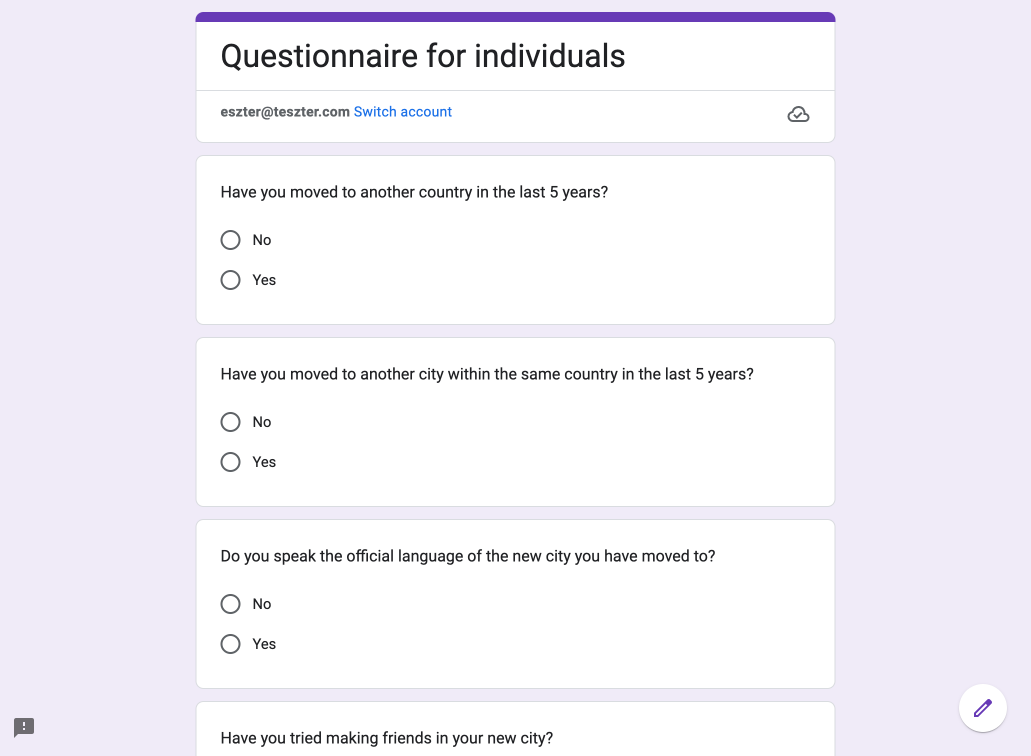 Questionnaire for individuals
eszter@teszter.com Switch account
Have you moved to another country in the last 5 years?
No
Yes
Have you moved to another city within the same country in the last 5 years?
No
Yes
Do you speak the official language of the new city you have moved to?
No
Yes
Have you tried making friends in your new city?